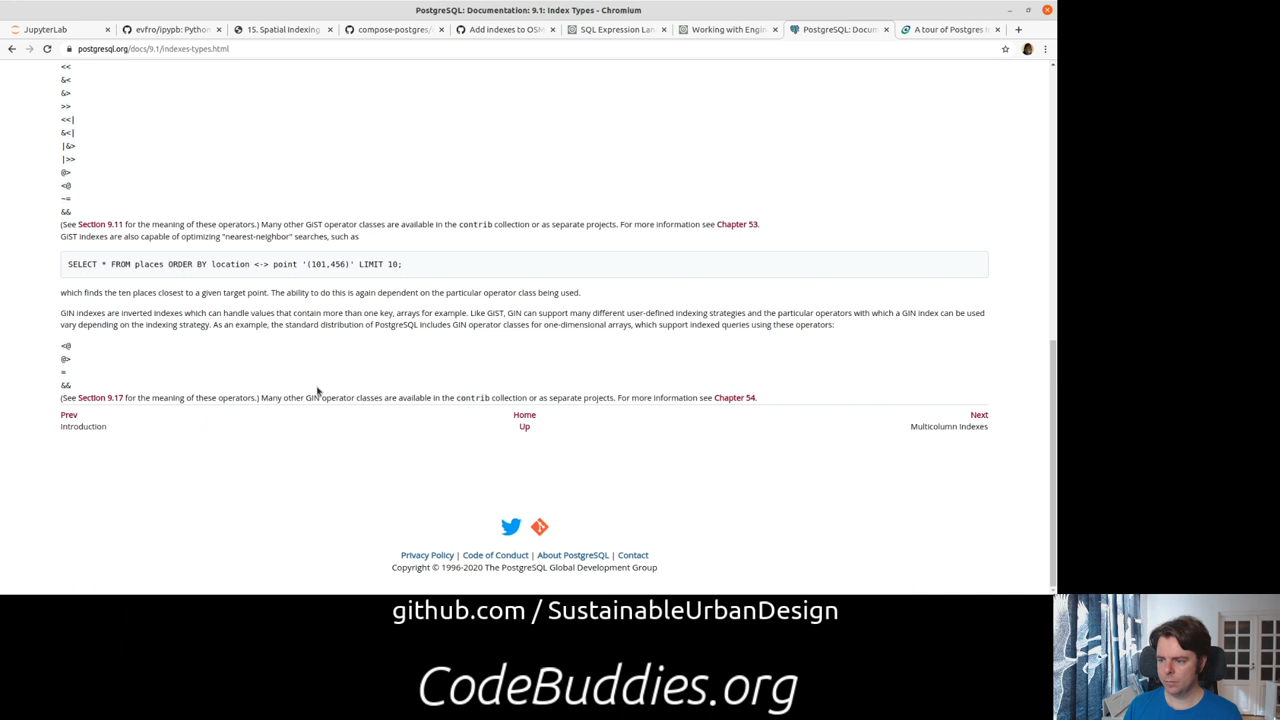 PostgreSQL: Documentation: 9.1: Index Types - Chromium
JupyterLab
evfro/ipypb: Python
15. Spatial Indexing
compose-postgres/
Add indexes to OSM
SQL Expression Lan
Working with Engin
PostgreSQL: Docum
A tour of Postgres I
postgresql.org/docs/9.1/indexes-types.html
<<
&<
&>
>>
<<|
&<|
|&>
|>>
@>
<@
~=
&&
(See Section 9.11 for the meaning of these operators.) Many other GiST operator classes are available in the contrib collection or as separate projects. For more information see Chapter 53.
GiST indexes are also capable of optimizing "nearest-neighbor" searches, such as
SELECT * FROM places ORDER BY location <-> point '(101,456)' LIMIT 10;
which finds the ten places closest to a given target point. The ability to do this is again dependent on the particular operator class being used.
GIN indexes are inverted indexes which can handle values that contain more than one key, arrays for example. Like GiST, GIN can support many different user-defined indexing strategies and the particular operators with which a GIN index can be used
vary depending on the indexing strategy. As an example, the standard distribution of PostgreSQL includes GIN operator classes for one-dimensional arrays, which support indexed queries using these operators:
<@
@>
=
&&
(See Section 9.17 for the meaning of these operators.) Many other GIN operator classes are available in the contrib collection or as separate projects. For more information see Chapter 54.
Prev Home Next
Introduction Up Multicolumn Indexes
Privacy Policy | Code of Conduct | About PostgreSQL | Contact
Copyright © 1996-2020 The PostgreSQL Global Development Group
github.com / SustainableUrbanDesign
CodeBuddies.org